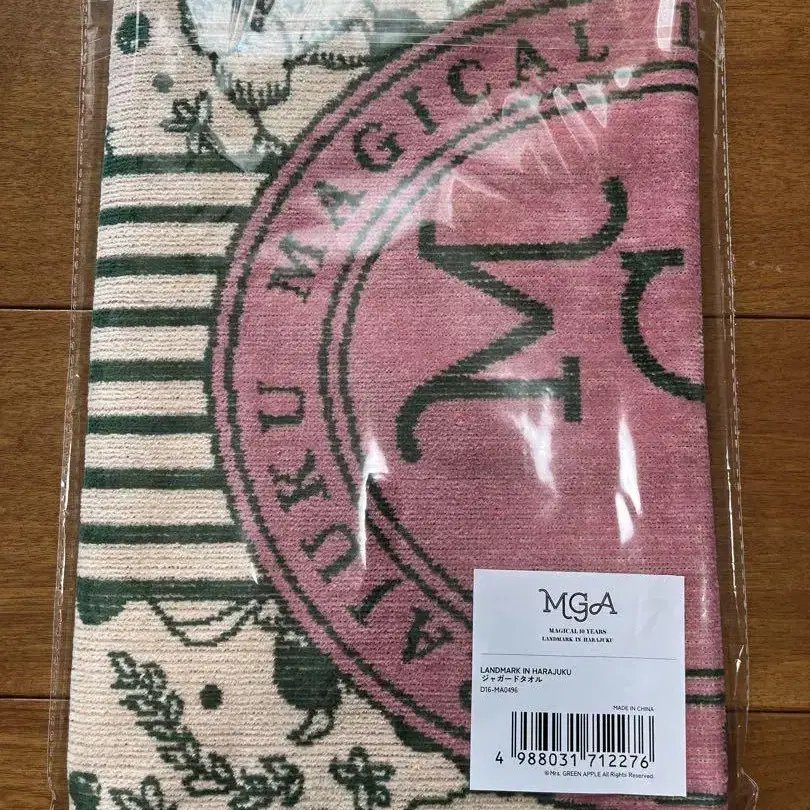 AJUKU MAGICAL
M
MGA
MAGICAL 10 YEARS
LANDMARK IN HARAJUKU
LANDMARK IN HARAJUKU
ジャガードタオル
D16-MA0496
MADE IN CHINA
4 988031 712276
© Mrs. GREEN APPLE All Rights Reserved.